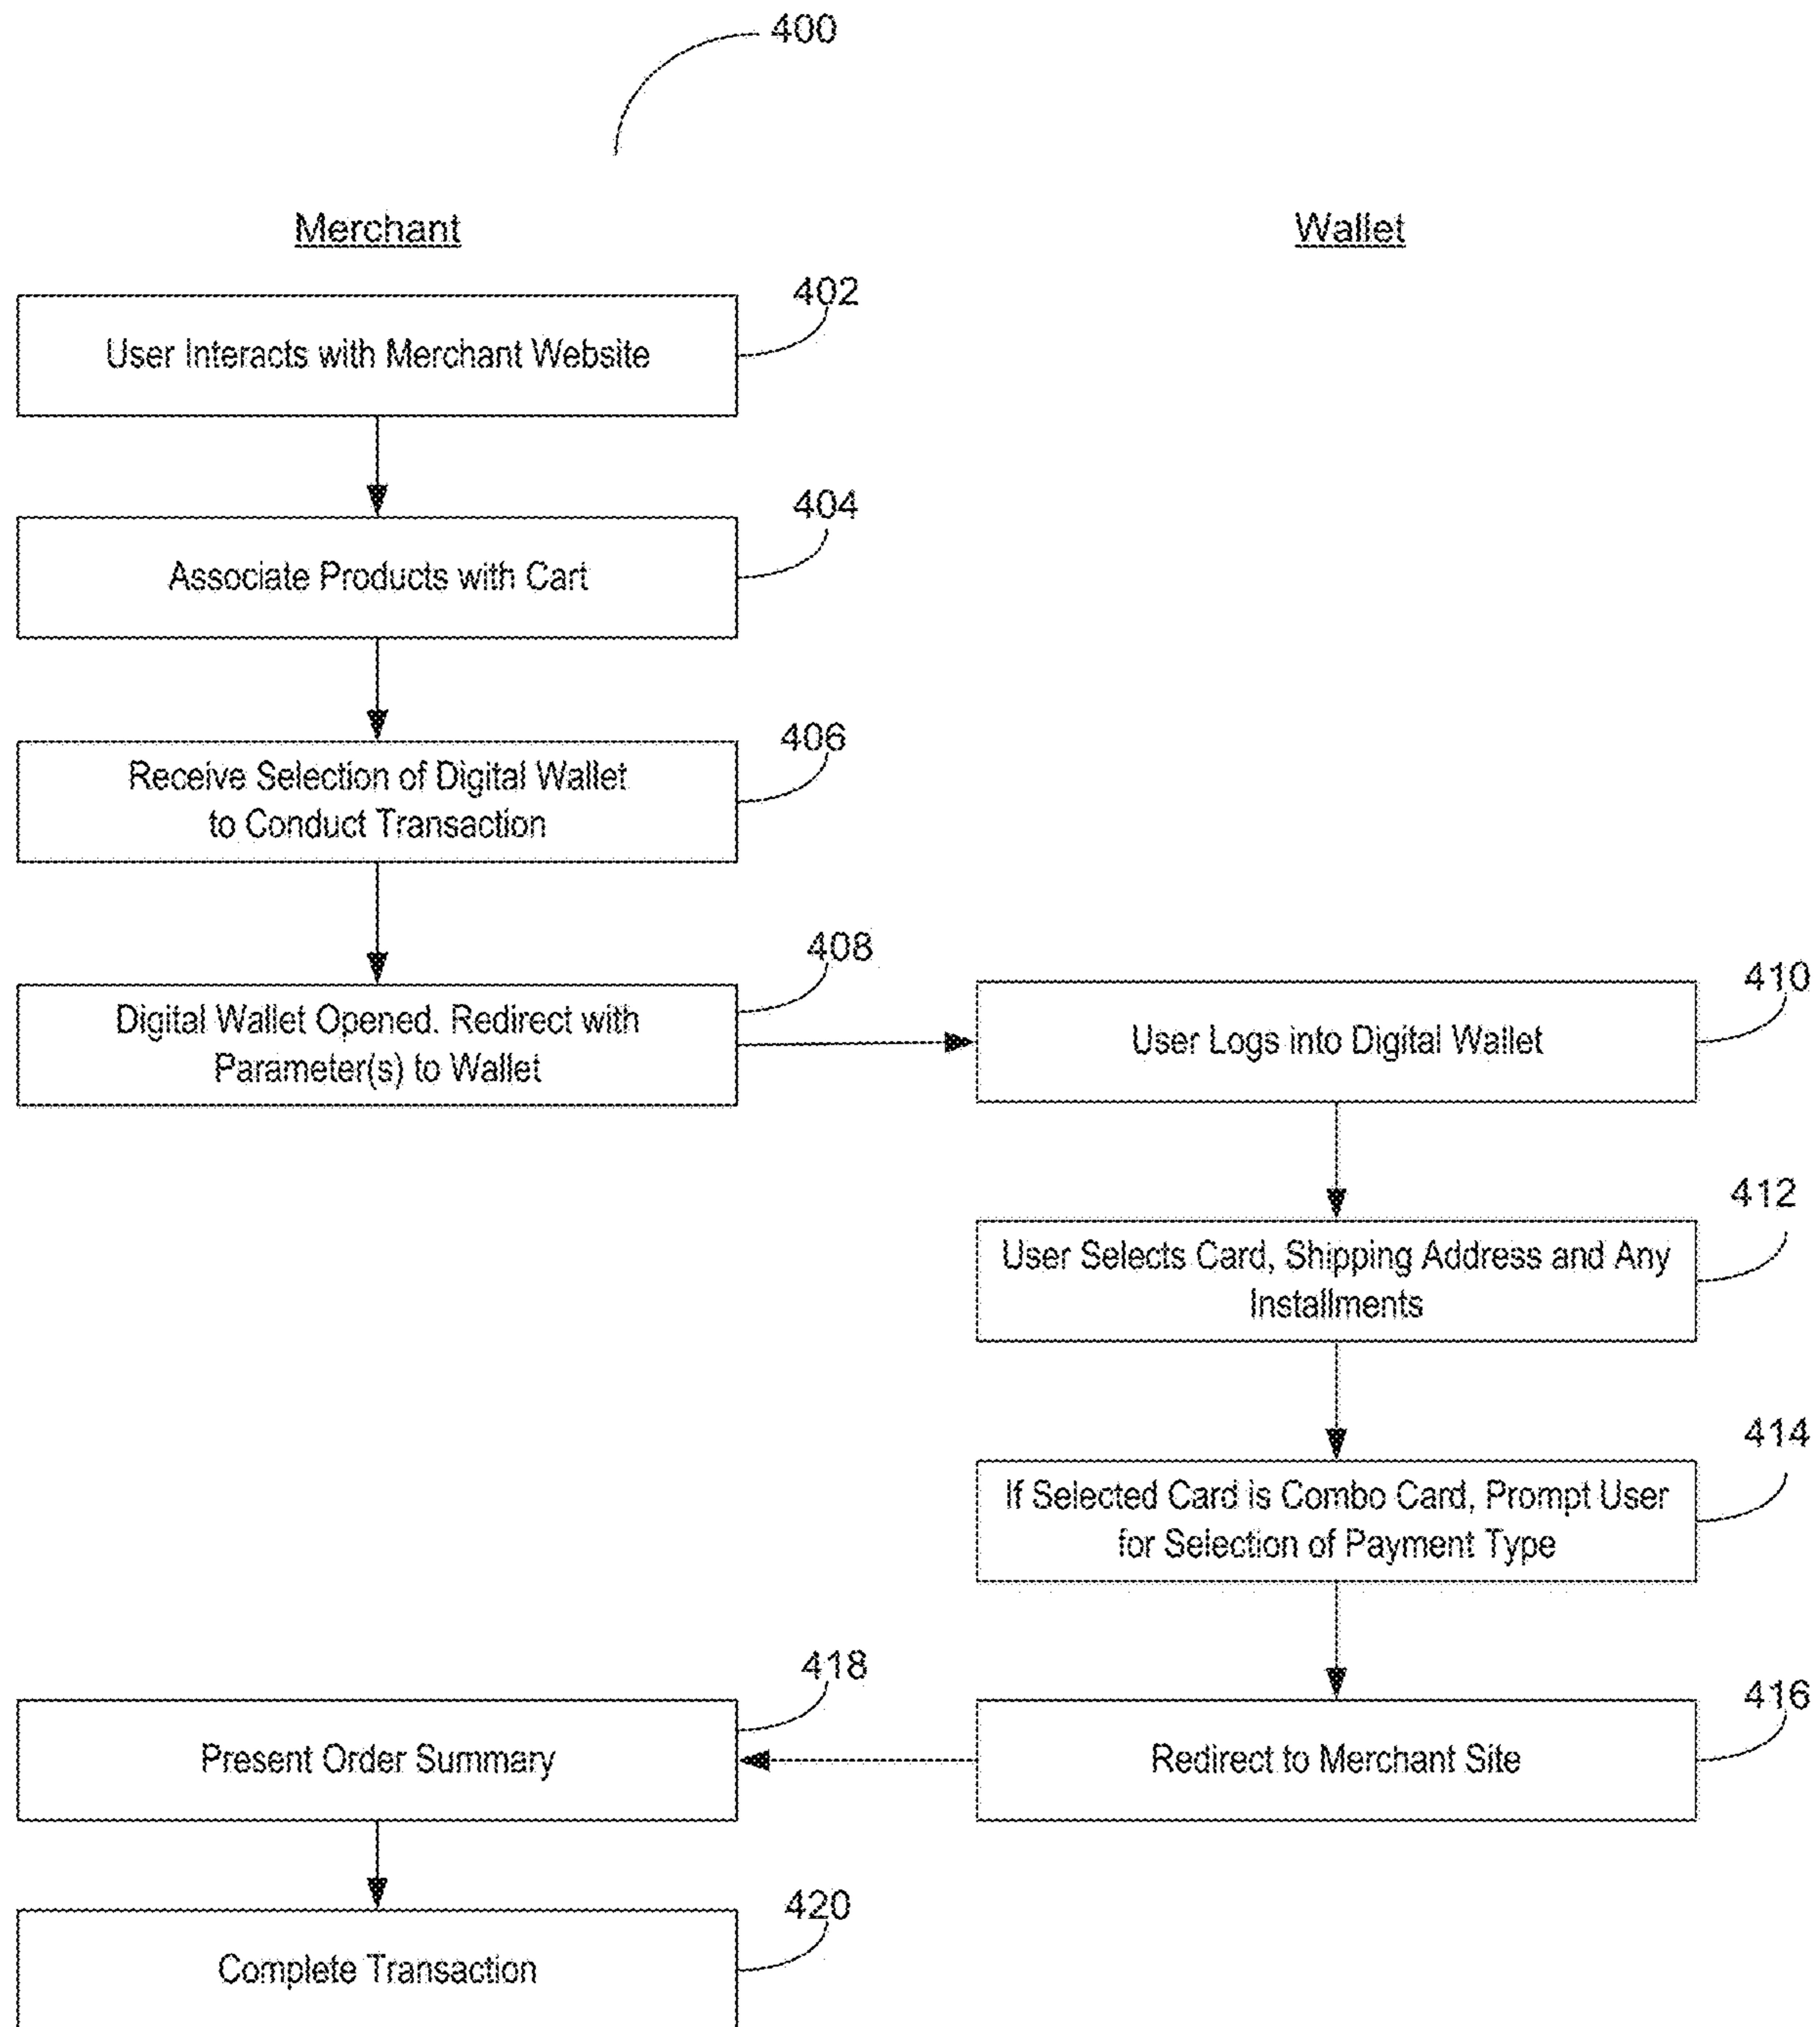 400
Merchant
Wallet
402
User Interacts with Merchant Website
404
Associate Products with Cart
406
Receive Selection of Digital Wallet
to Conduct Transaction
408
Digital Wallet Opened. Redirect with
Parameter(s) to Wallet
410
User Logs into Digital Wallet
412
User Selects Card, Shipping Address and Any
Installments
414
If Selected Card is Combo Card, Prompt User
for Selection of Payment Type
416
Redirect to Merchant Site
418
Present Order Summary
420
Complete Transaction